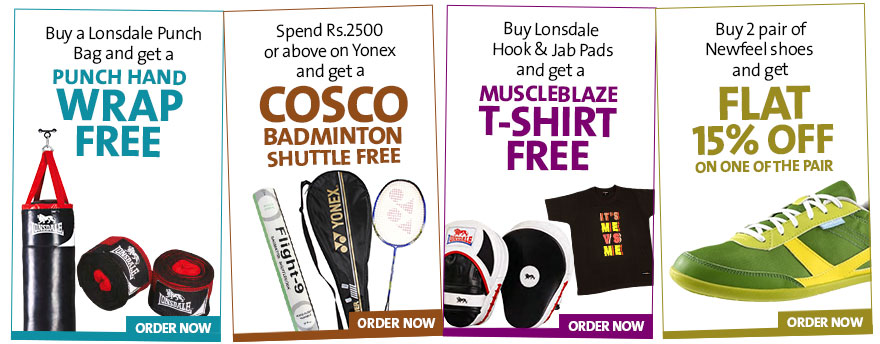 Buy a Lonsdale Punch
Bag and get a
PUNCH HAND
WRAP
FREE
LONSDALE
LONSDALE
LONSDALE
ORDER NOW
Spend Rs.2500
or above on Yonex
and get a
COSCO
BADMINTON
SHUTTLE FREE
Flight-9
YONEX
ORDER NOW
Buy Lonsdale
Hook & Jab Pads
and get a
MUSCLEBLAZE
T-SHIRT
FREE
LONSDALE
IT'S
ME
VS
ME
ORDER NOW
Buy 2 pair of
Newfeel shoes
and get
FLAT
15% OFF
ON ONE OF THE PAIR
ORDER NOW